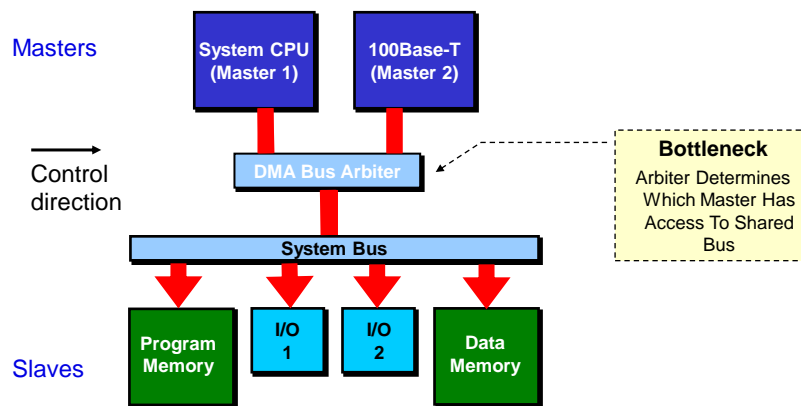 Masters
System CPU
(Master 1)
100Base-T
(Master 2)
Control
direction
DMA Bus Arbiter
Bottleneck
Arbiter Determines
Which Master Has
Access To Shared
Bus
System Bus
Slaves
Program
Memory
I/O
1
I/O
2
Data
Memory